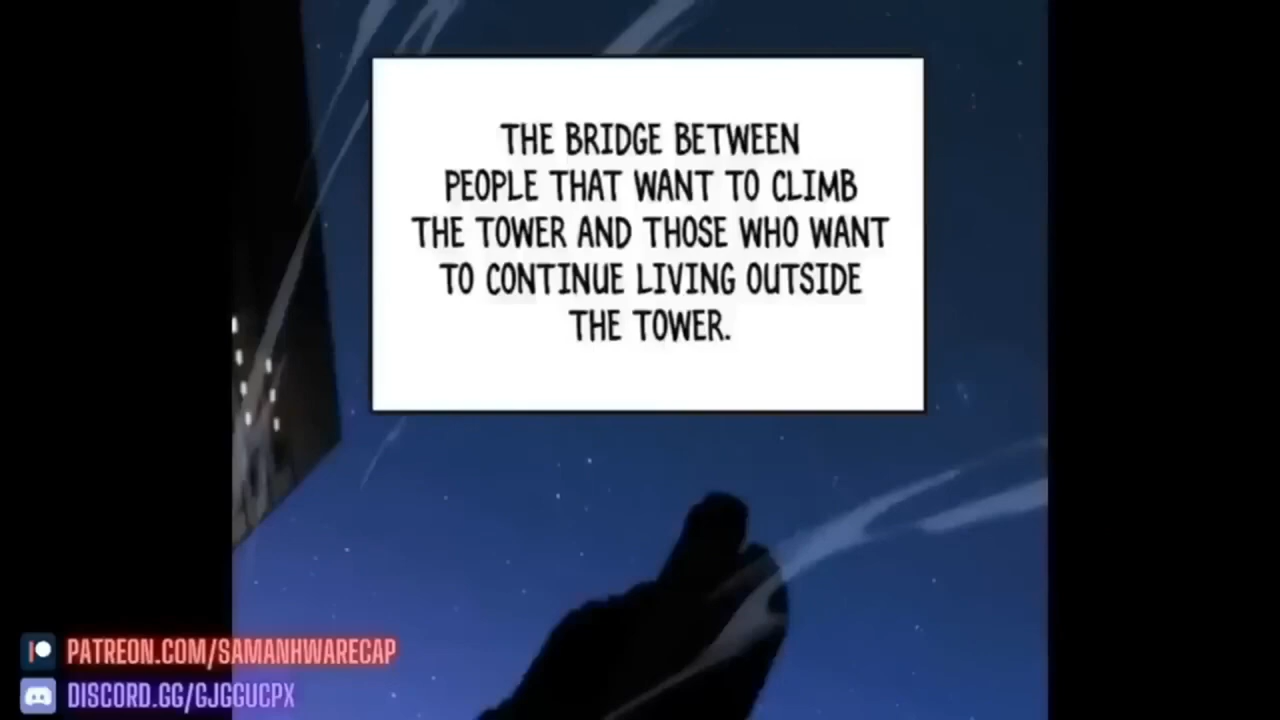 THE BRIDGE BETWEEN
PEOPLE THAT WANT TO CLIMB
THE TOWER AND THOSE WHO WANT
TO CONTINUE LIVING OUTSIDE
THE TOWER.
PATREON.COM/SAMANHWARECAP
DISCORD.GG/GJGGUCPX